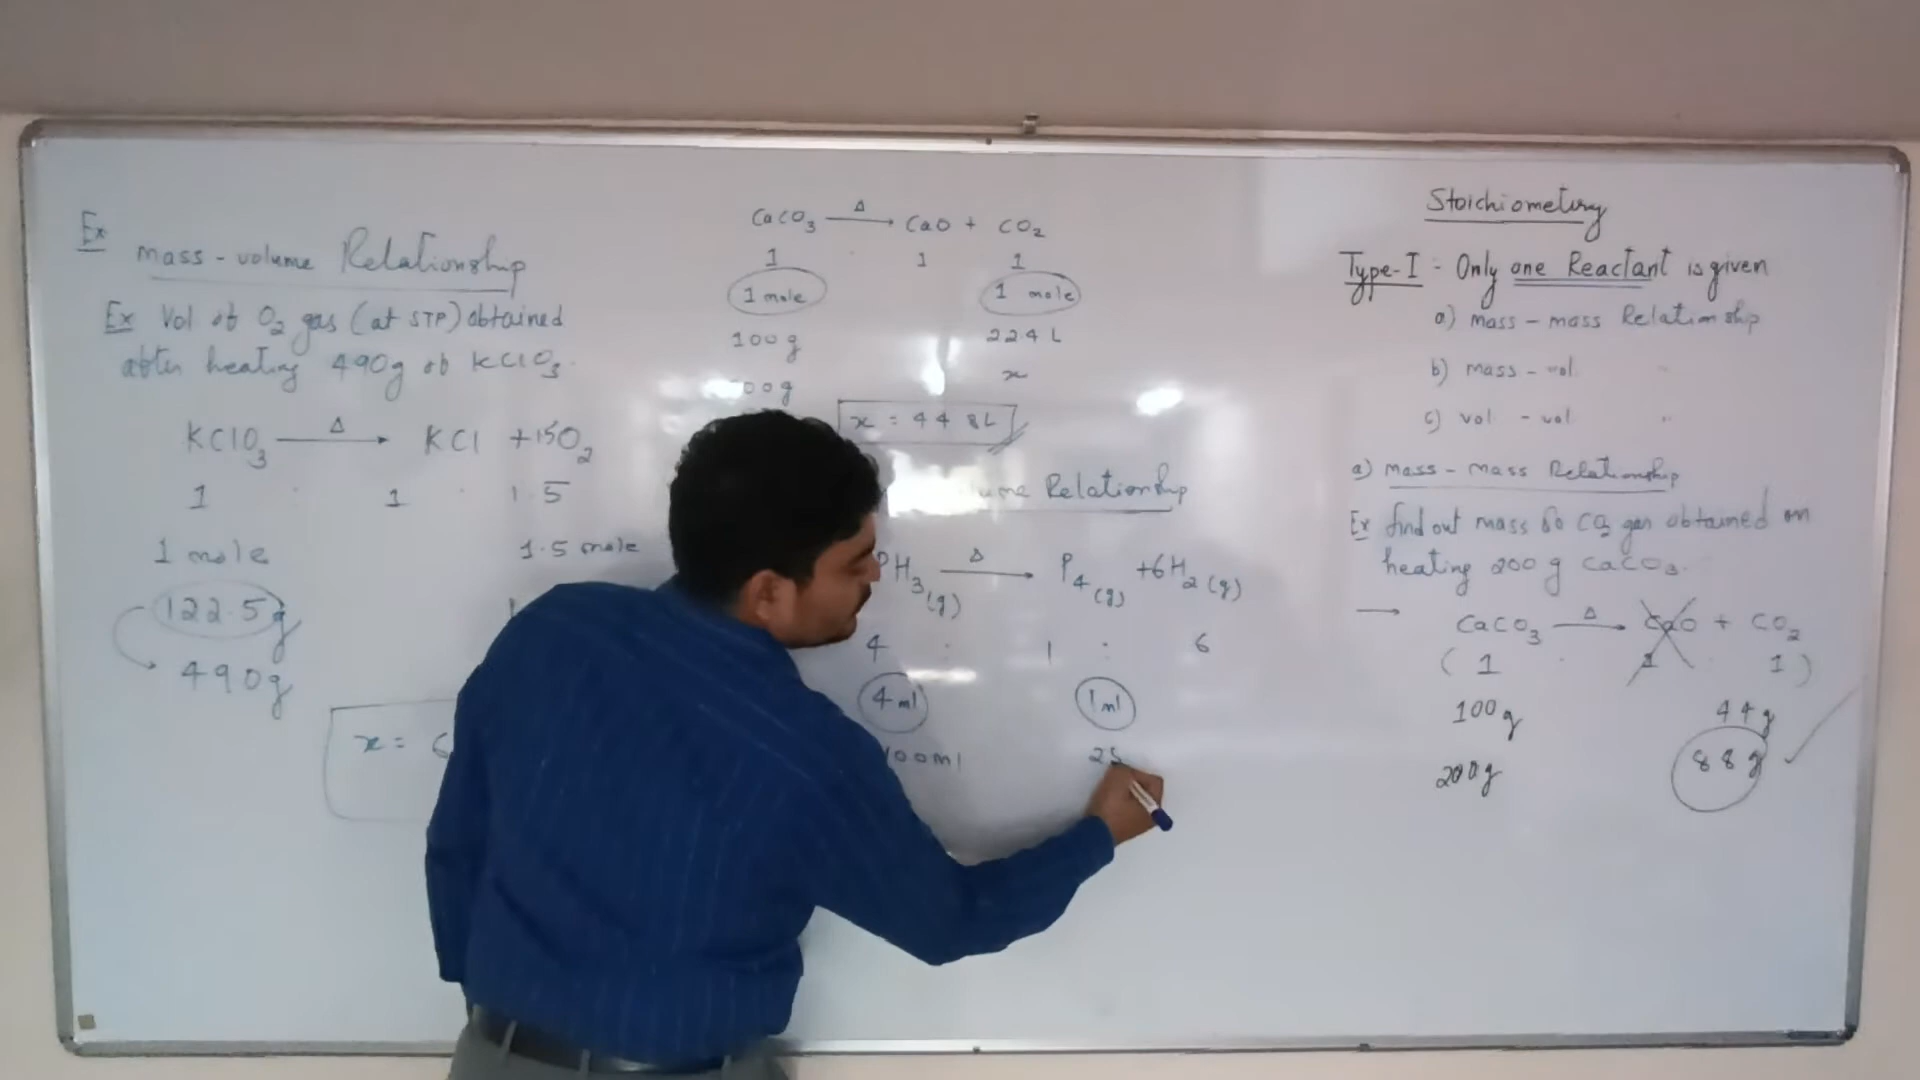 Ex
mass - volume Relationship
Ex Vol of O2 gas (at STP) obtained
after heating 490g of KClO3.
KClO3 —Δ→ KCl +1.5O2
1 : 1 : 1.5
1 mole 1.5 mole
122.5g
490g
x =
CaCO3 —Δ→ CaO + CO2
1 : 1 1
1 mole 1 mole
100g 22.4 L
00g x
x = 44.8L
ume Relationship
PH3(g) —Δ→ P4(g) +6H2(g)
4 : 1 : 6
4ml 1ml
100ml 25
Stoichiometry
Type-I : Only one Reactant is given
a) mass - mass Relationship
b) mass - vol "
c) vol - vol "
a) mass - mass Relationship
Ex find out mass of CO2 gas obtained on
heating 200 g CaCO3.
→ CaCO3 —Δ→ CaO + CO2
( 1 : 1 : 1 )
100g 44g
200g 88g ✓